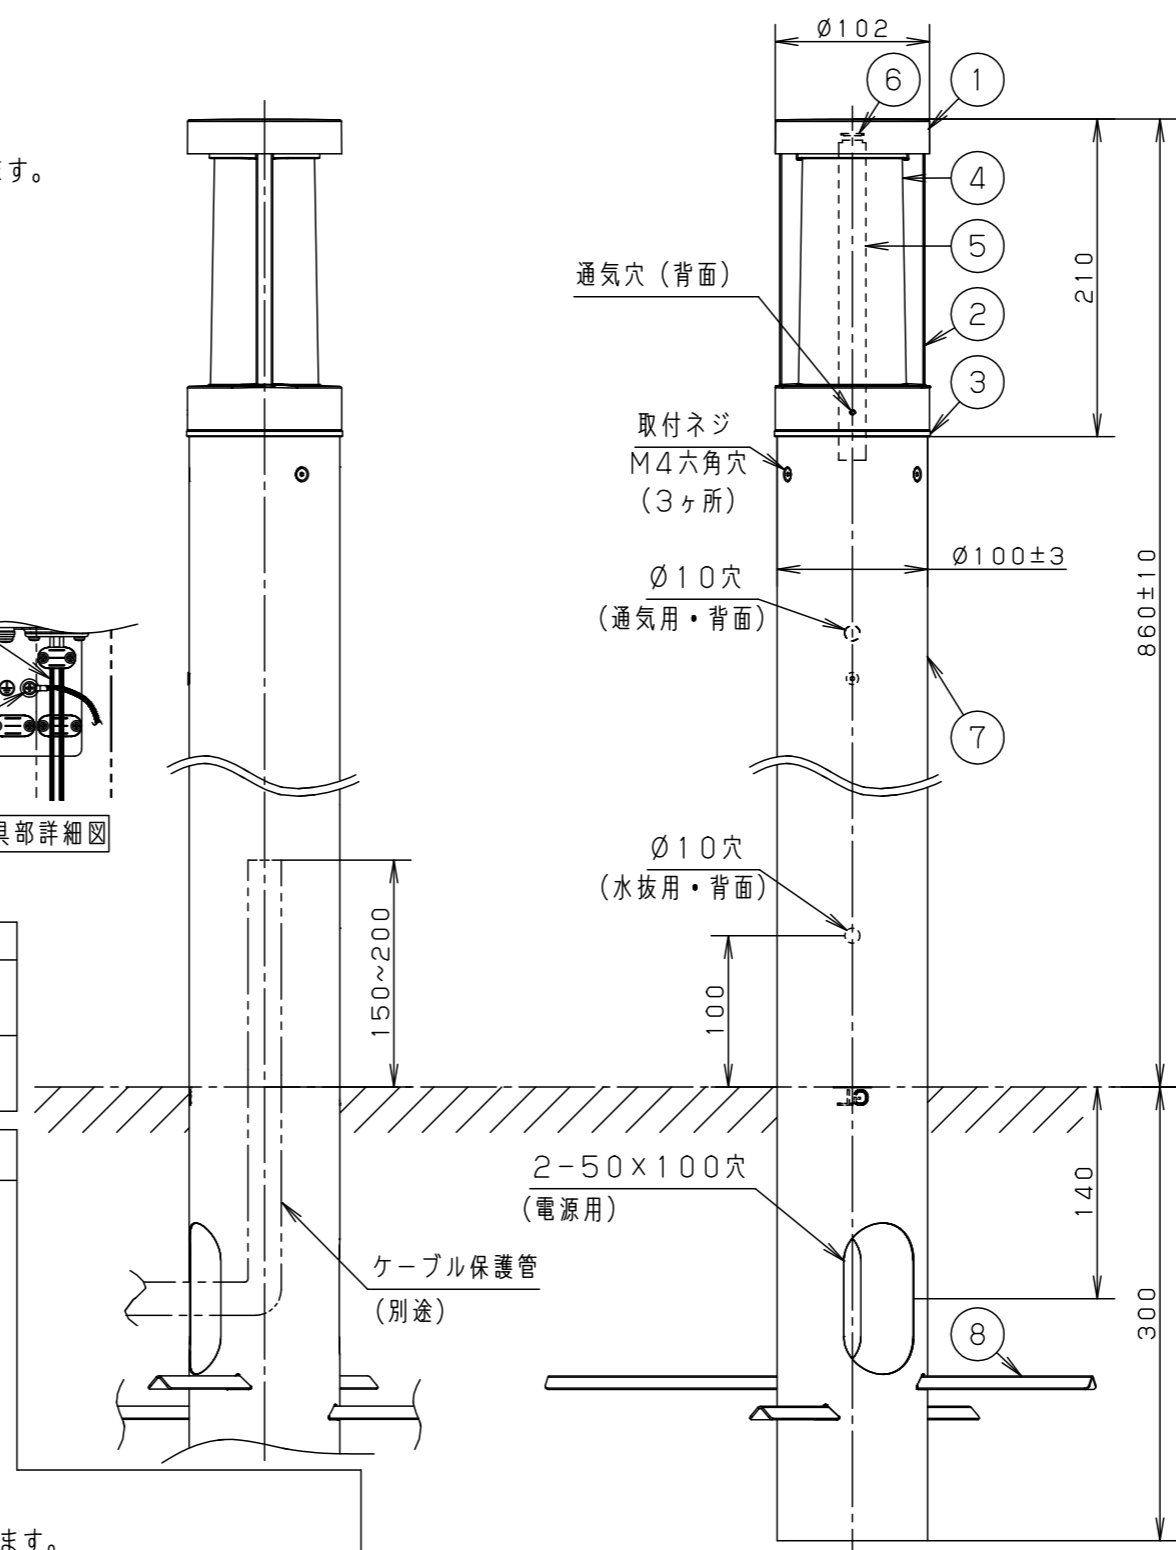 Ø102
⑥
①
ます。
④
⑤
210
通気穴（背面）
②
③
取付ネジ
M4六角穴
（3ヶ所）
Ø100±3
860±10
Ø10穴
（通気用・背面）
⑦
具部詳細図
Ø10穴
（水抜用・背面）
150~200
100
GL
2-50×100穴
（電源用）
140
ケーブル保護管
（別途）
300
⑧
ます。